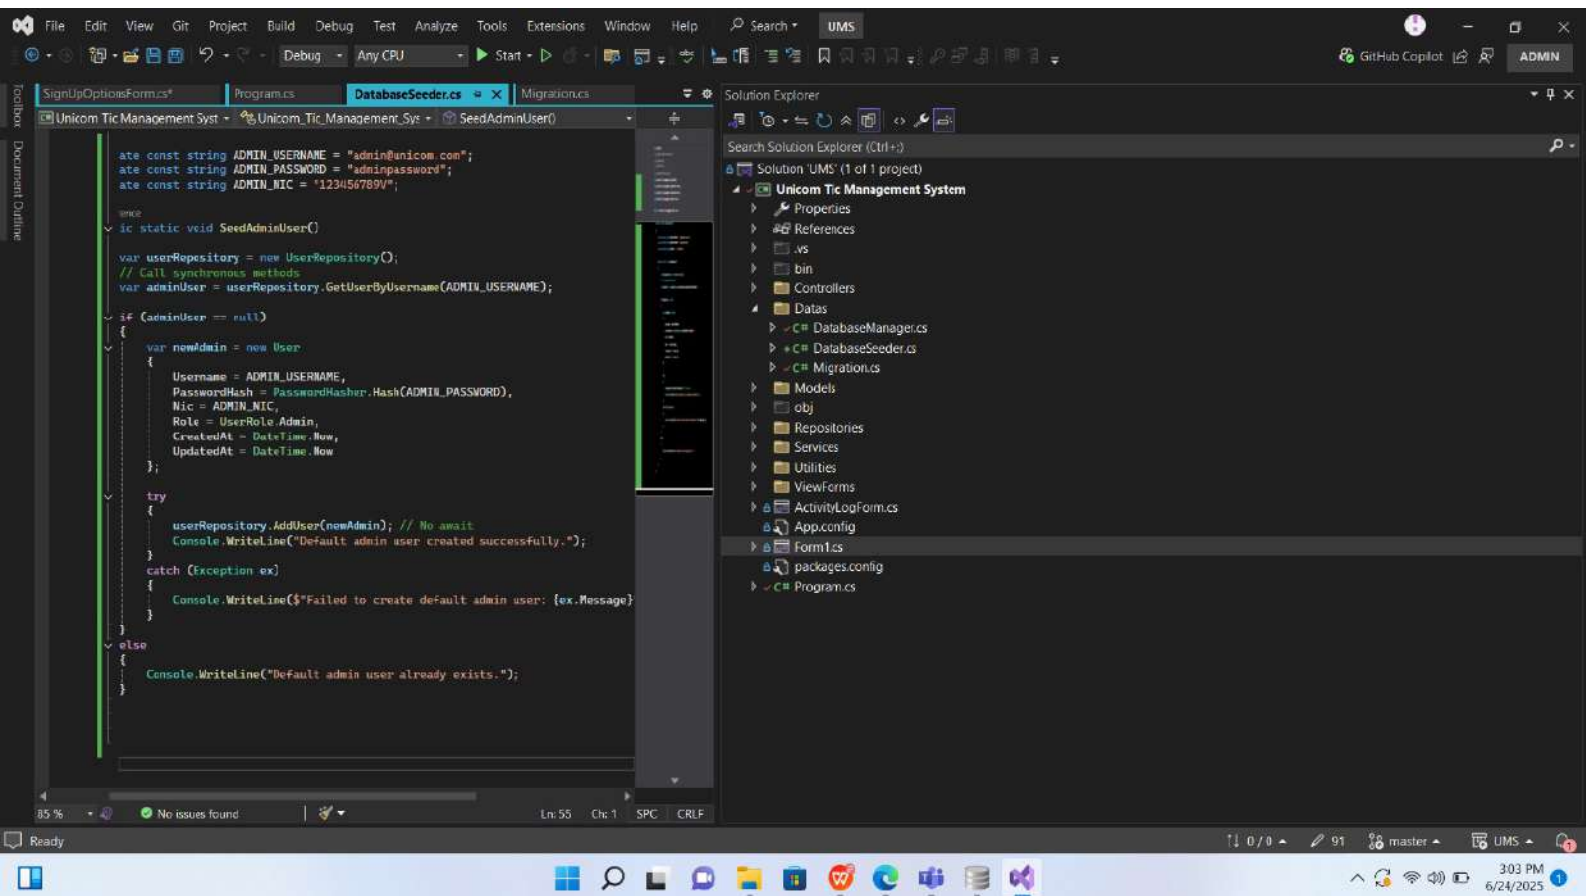 File Edit View Git Project Build Debug Test Analyze Tools Extensions Window Help Search UMS
Debug Any CPU Start GitHub Copilot ADMIN
Toolbox
Document Outline
SignUpOptionsForm.cs* Program.cs DatabaseSeeder.cs Migration.cs
Unicom Tic Management Syst Unicom_Tic_Management_Sys SeedAdminUser()
ate const string ADMIN_USERNAME = "admin@unicom.com";
ate const string ADMIN_PASSWORD = "adminpassword";
ate const string ADMIN_NIC = "123456789V";
ence
ic static void SeedAdminUser()
var userRepository = new UserRepository();
// Call synchronous methods
var adminUser = userRepository.GetUserByUsername(ADMIN_USERNAME);
if (adminUser == null)
{
var newAdmin = new User
{
Username = ADMIN_USERNAME,
PasswordHash = PasswordHasher.Hash(ADMIN_PASSWORD),
Nic = ADMIN_NIC,
Role = UserRole.Admin,
CreatedAt = DateTime.Now,
UpdatedAt = DateTime.Now
};
try
{
userRepository.AddUser(newAdmin); // No await
Console.WriteLine("Default admin user created successfully.");
}
catch (Exception ex)
{
Console.WriteLine($"Failed to create default admin user: {ex.Message}
}
}
else
{
Console.WriteLine("Default admin user already exists.");
}
85 % No issues found Ln: 55 Ch: 1 SPC CRLF
Solution Explorer
Search Solution Explorer (Ctrl+;)
Solution 'UMS' (1 of 1 project)
Unicom Tic Management System
Properties
References
.vs
bin
Controllers
Datas
C# DatabaseManager.cs
C# DatabaseSeeder.cs
C# Migration.cs
Models
obj
Repositories
Services
Utilities
ViewForms
ActivityLogForm.cs
App.config
Form1.cs
packages.config
C# Program.cs
Ready 0 / 0 91 master UMS 1
3:03 PM
6/24/2025 1